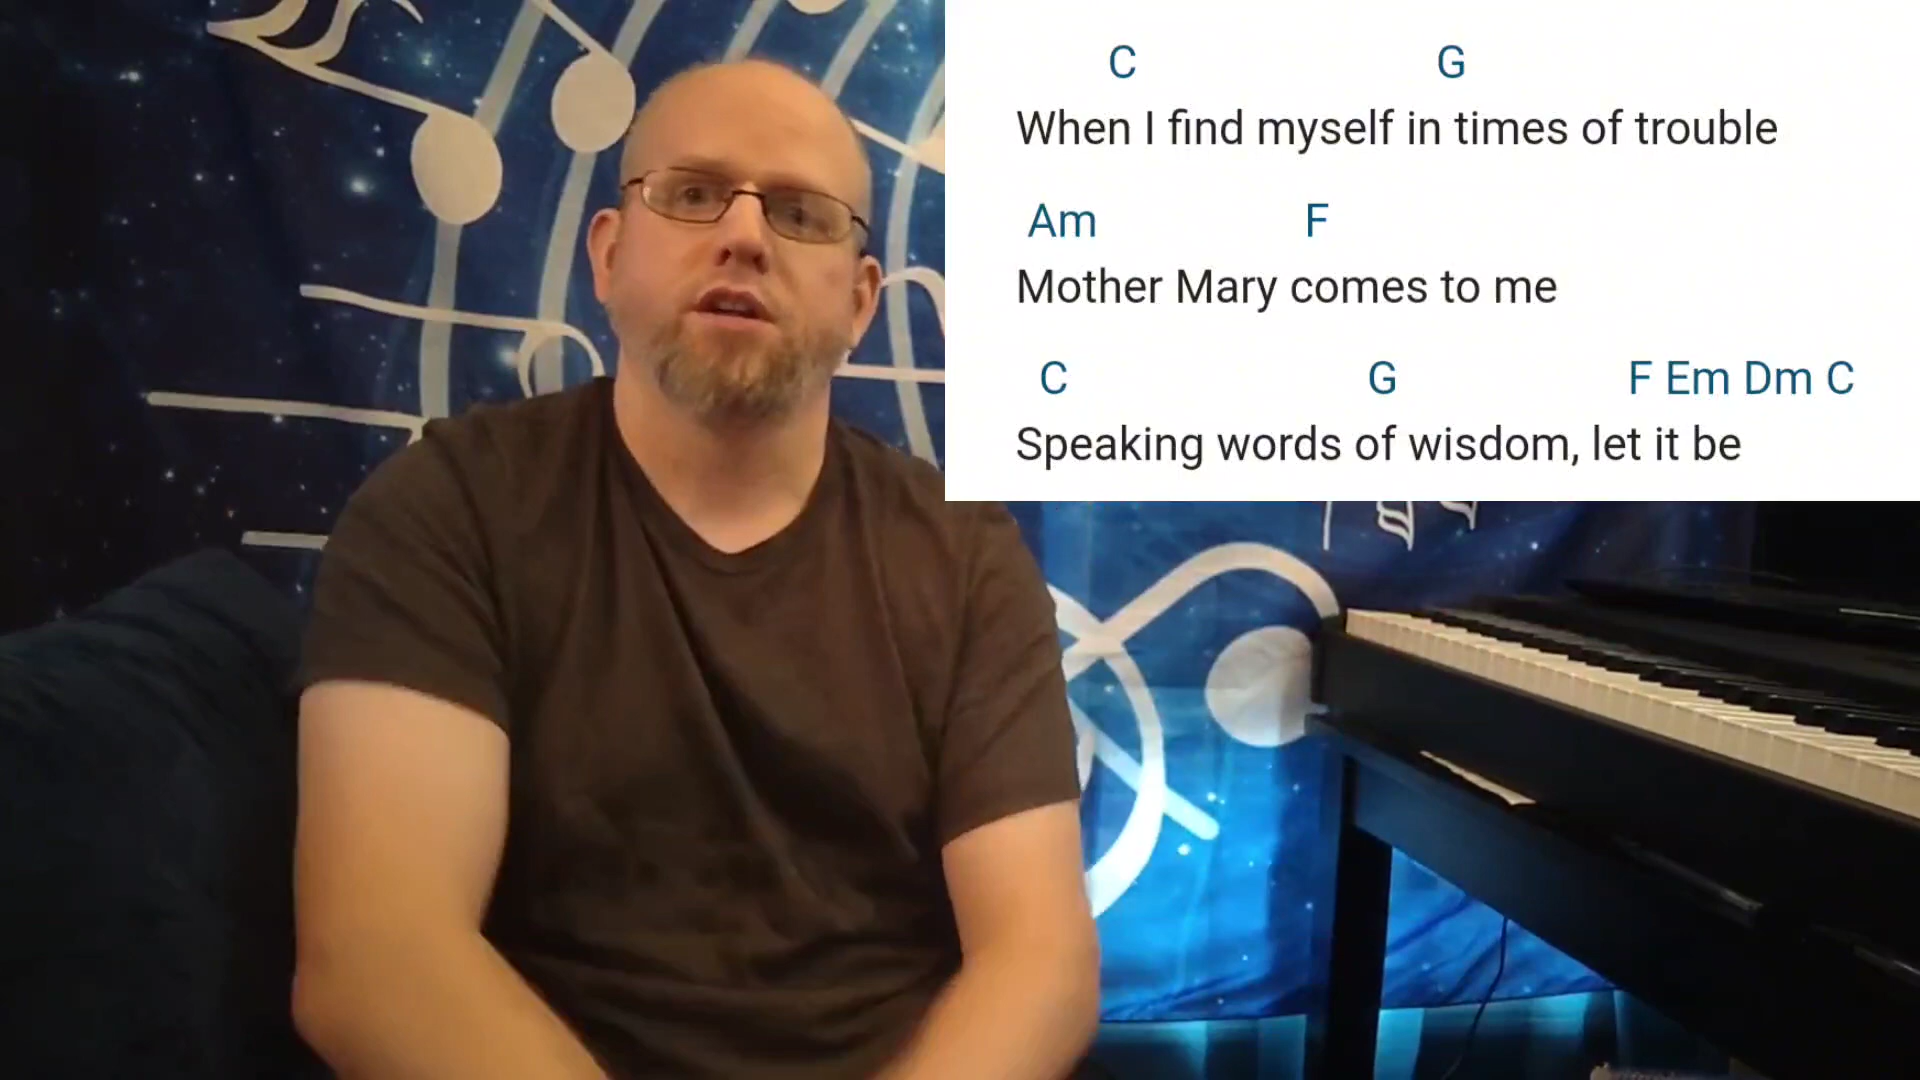 C G
When I find myself in times of trouble
Am F
Mother Mary comes to me
C G F Em Dm C
Speaking words of wisdom, let it be